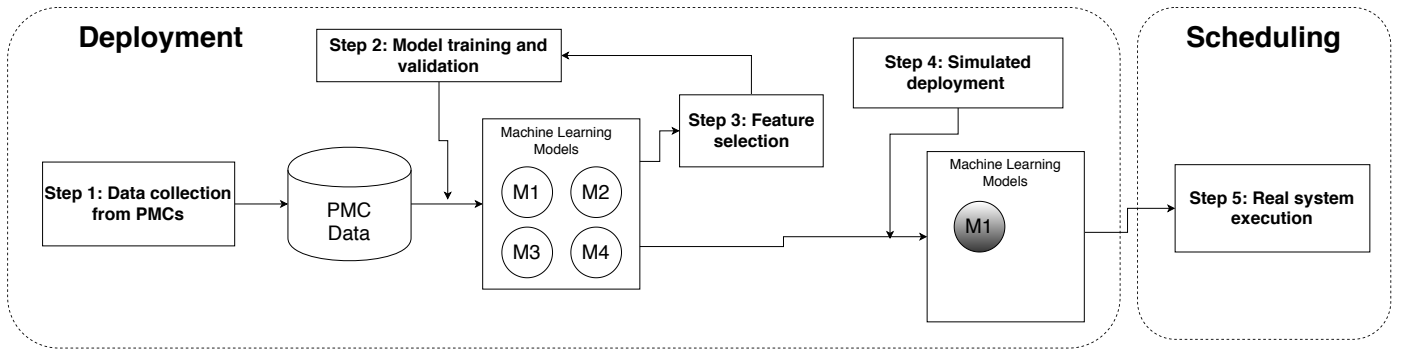 Deployment
Step 1: Data collection
from PMCs
PMC
Data
Step 2: Model training and
validation
Machine Learning
Models
M1
M2
M3
M4
Step 3: Feature
selection
Step 4: Simulated
deployment
Machine Learning
Models
M1
Scheduling
Step 5: Real system
execution